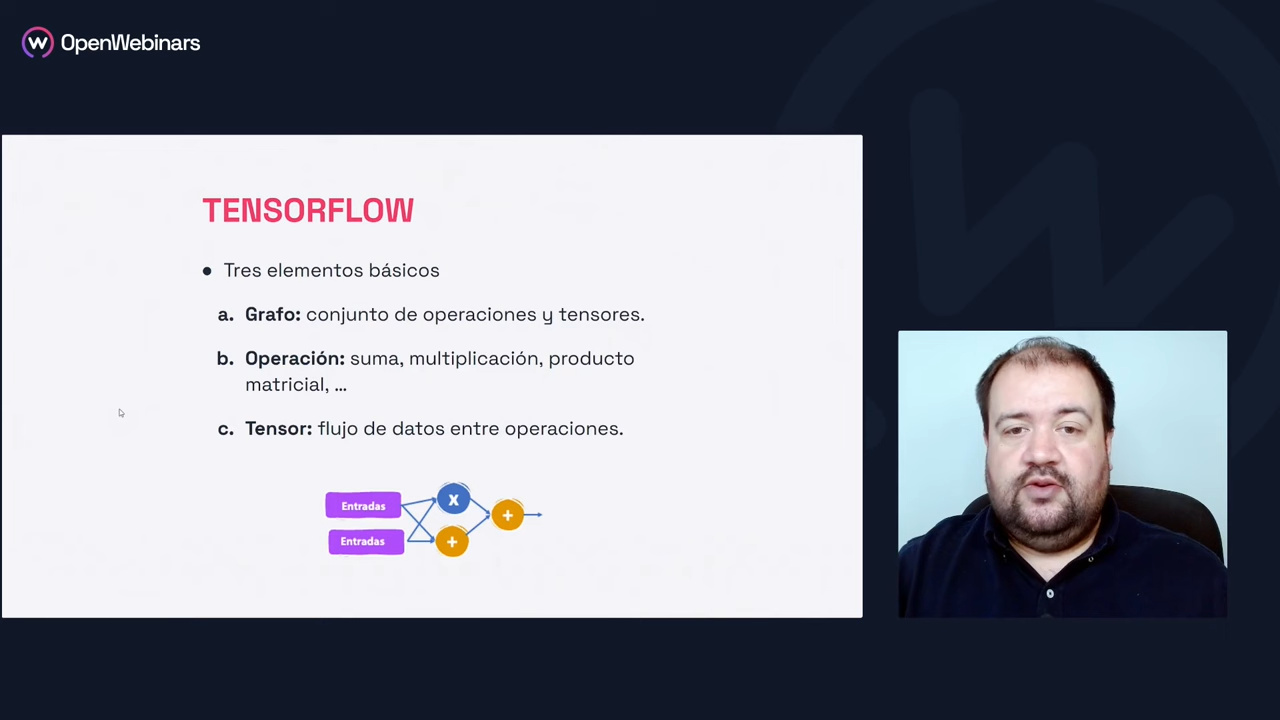 OpenWebinars
TENSORFLOW
● Tres elementos básicos
a. Grafo: conjunto de operaciones y tensores.
b. Operación: suma, multiplicación, producto
matricial, ...
c. Tensor: flujo de datos entre operaciones.
Entradas
X
+
Entradas
+